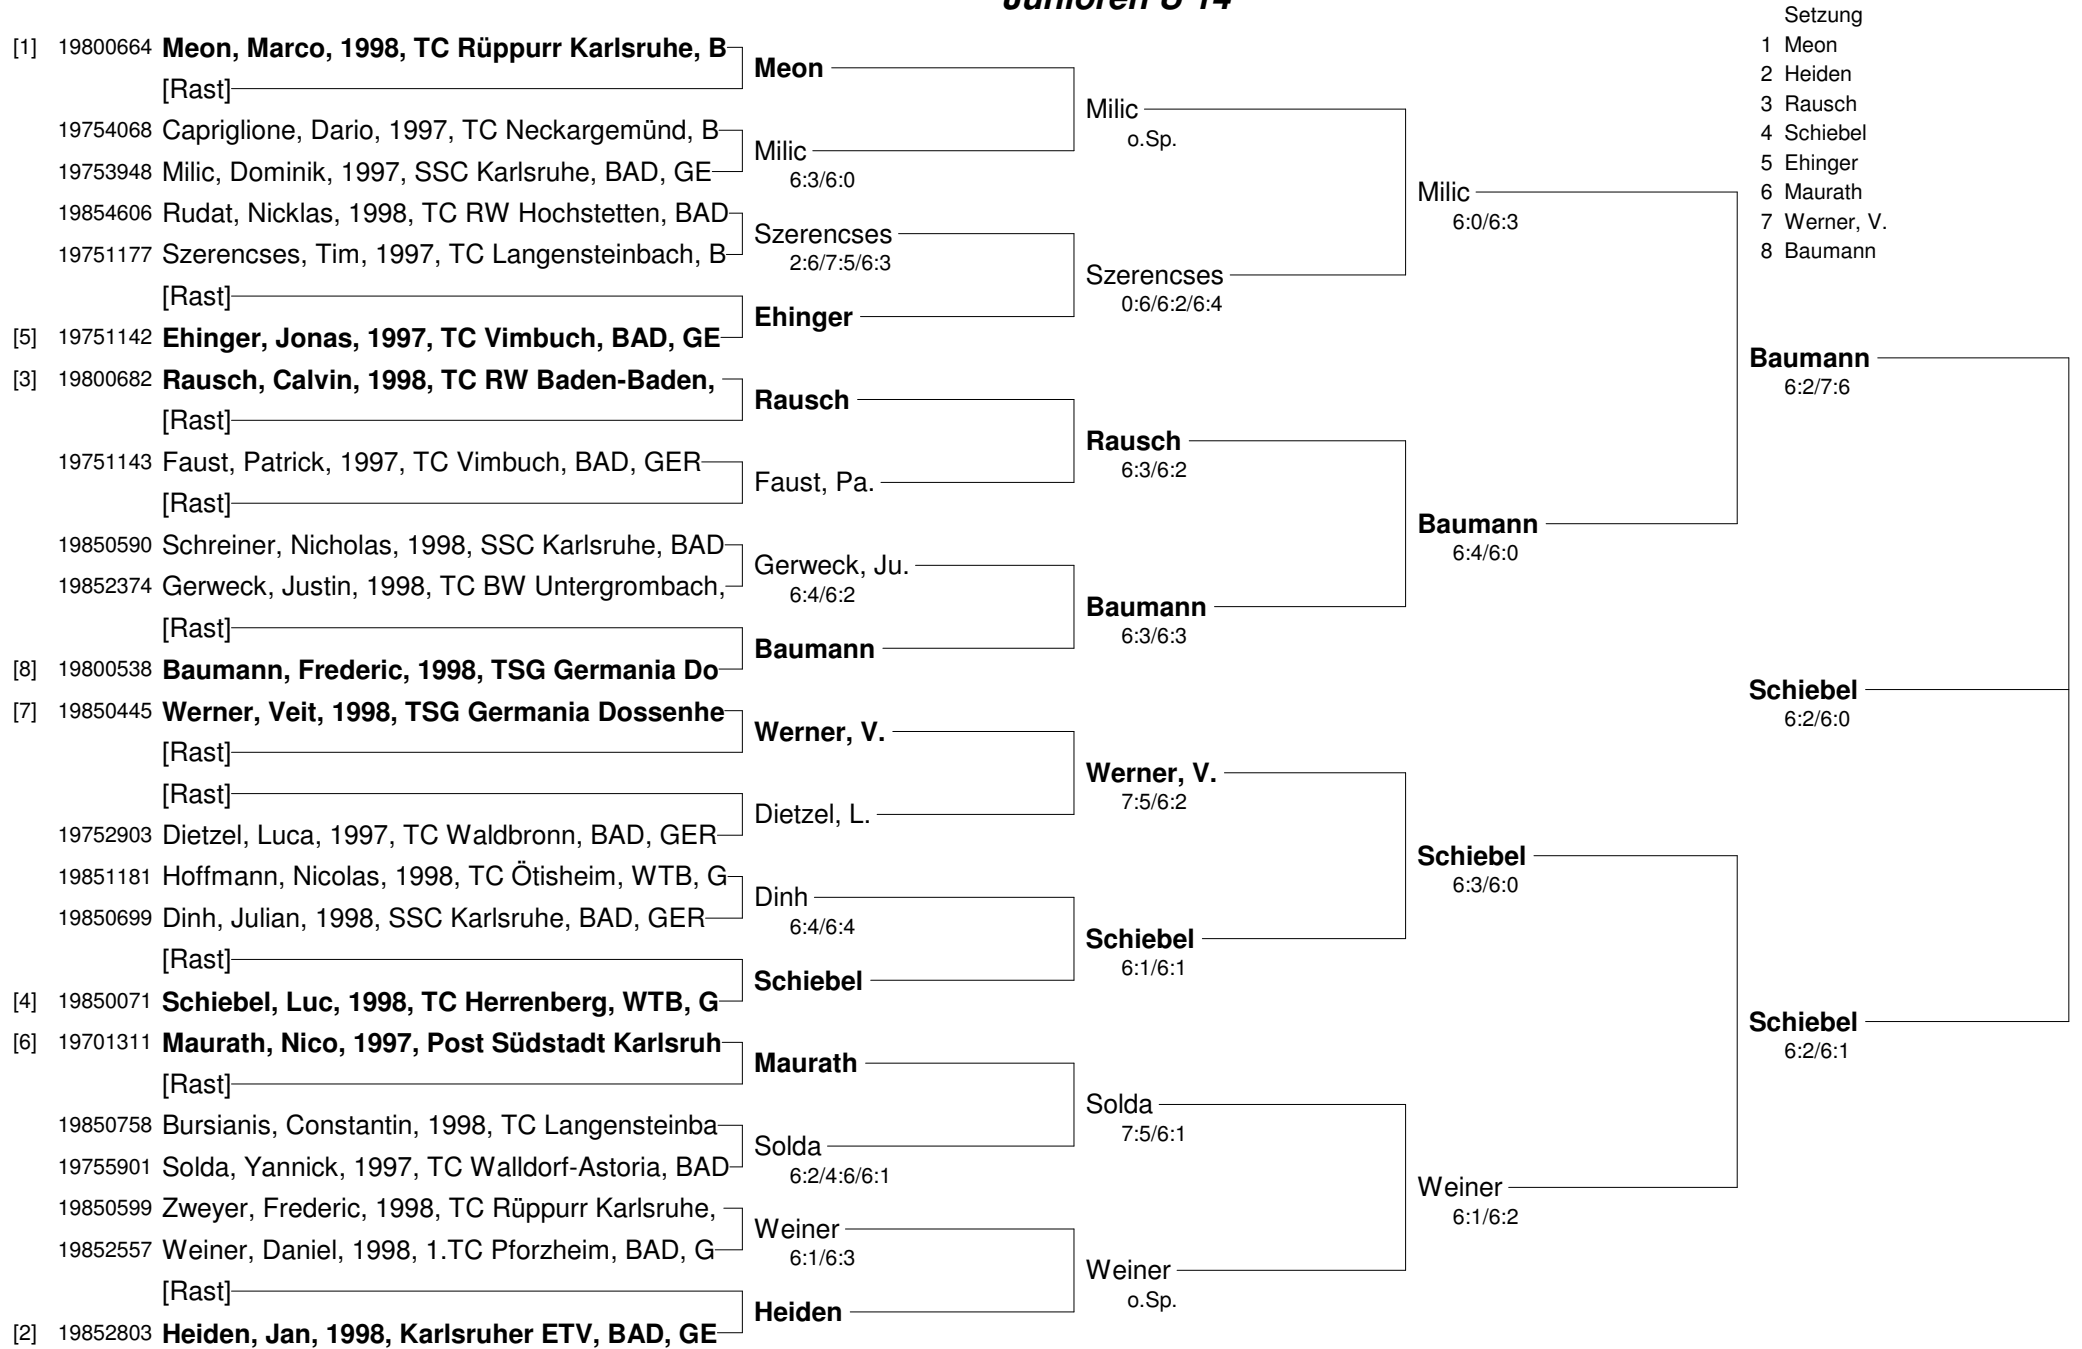 Junioren U 14
Setzung
1 Meon
2 Heiden
3 Rausch
4 Schiebel
5 Ehinger
6 Maurath
7 Werner, V.
8 Baumann
[1] 19800664 Meon, Marco, 1998, TC Rüppurr Karlsruhe, B
[Rast]
19754068 Capriglione, Dario, 1997, TC Neckargemünd, B
19753948 Milic, Dominik, 1997, SSC Karlsruhe, BAD, GE
19854606 Rudat, Nicklas, 1998, TC RW Hochstetten, BAD
19751177 Szerencses, Tim, 1997, TC Langensteinbach, B
[Rast]
[5] 19751142 Ehinger, Jonas, 1997, TC Vimbuch, BAD, GE
[3] 19800682 Rausch, Calvin, 1998, TC RW Baden-Baden,
[Rast]
19751143 Faust, Patrick, 1997, TC Vimbuch, BAD, GER
[Rast]
19850590 Schreiner, Nicholas, 1998, SSC Karlsruhe, BAD
19852374 Gerweck, Justin, 1998, TC BW Untergrombach,
[Rast]
[8] 19800538 Baumann, Frederic, 1998, TSG Germania Do
[7] 19850445 Werner, Veit, 1998, TSG Germania Dossenhe
[Rast]
[Rast]
19752903 Dietzel, Luca, 1997, TC Waldbronn, BAD, GER
19851181 Hoffmann, Nicolas, 1998, TC Ötisheim, WTB, G
19850699 Dinh, Julian, 1998, SSC Karlsruhe, BAD, GER
[Rast]
[4] 19850071 Schiebel, Luc, 1998, TC Herrenberg, WTB, G
[6] 19701311 Maurath, Nico, 1997, Post Südstadt Karlsruh
[Rast]
19850758 Bursianis, Constantin, 1998, TC Langensteinba
19755901 Solda, Yannick, 1997, TC Walldorf-Astoria, BAD
19850599 Zweyer, Frederic, 1998, TC Rüppurr Karlsruhe,
19852557 Weiner, Daniel, 1998, 1.TC Pforzheim, BAD, G
[Rast]
[2] 19852803 Heiden, Jan, 1998, Karlsruher ETV, BAD, GE
Meon
Milic
6:3/6:0
Szerencses
2:6/7:5/6:3
Ehinger
Rausch
Faust, Pa.
Gerweck, Ju.
6:4/6:2
Baumann
Werner, V.
Dietzel, L.
Dinh
6:4/6:4
Schiebel
Maurath
Solda
6:2/4:6/6:1
Weiner
6:1/6:3
Heiden
Milic
o.Sp.
Szerencses
0:6/6:2/6:4
Rausch
6:3/6:2
Baumann
6:3/6:3
Werner, V.
7:5/6:2
Schiebel
6:1/6:1
Solda
7:5/6:1
Weiner
o.Sp.
Milic
6:0/6:3
Baumann
6:4/6:0
Schiebel
6:3/6:0
Weiner
6:1/6:2
Baumann
6:2/7:6
Schiebel
6:2/6:0
Schiebel
6:2/6:1